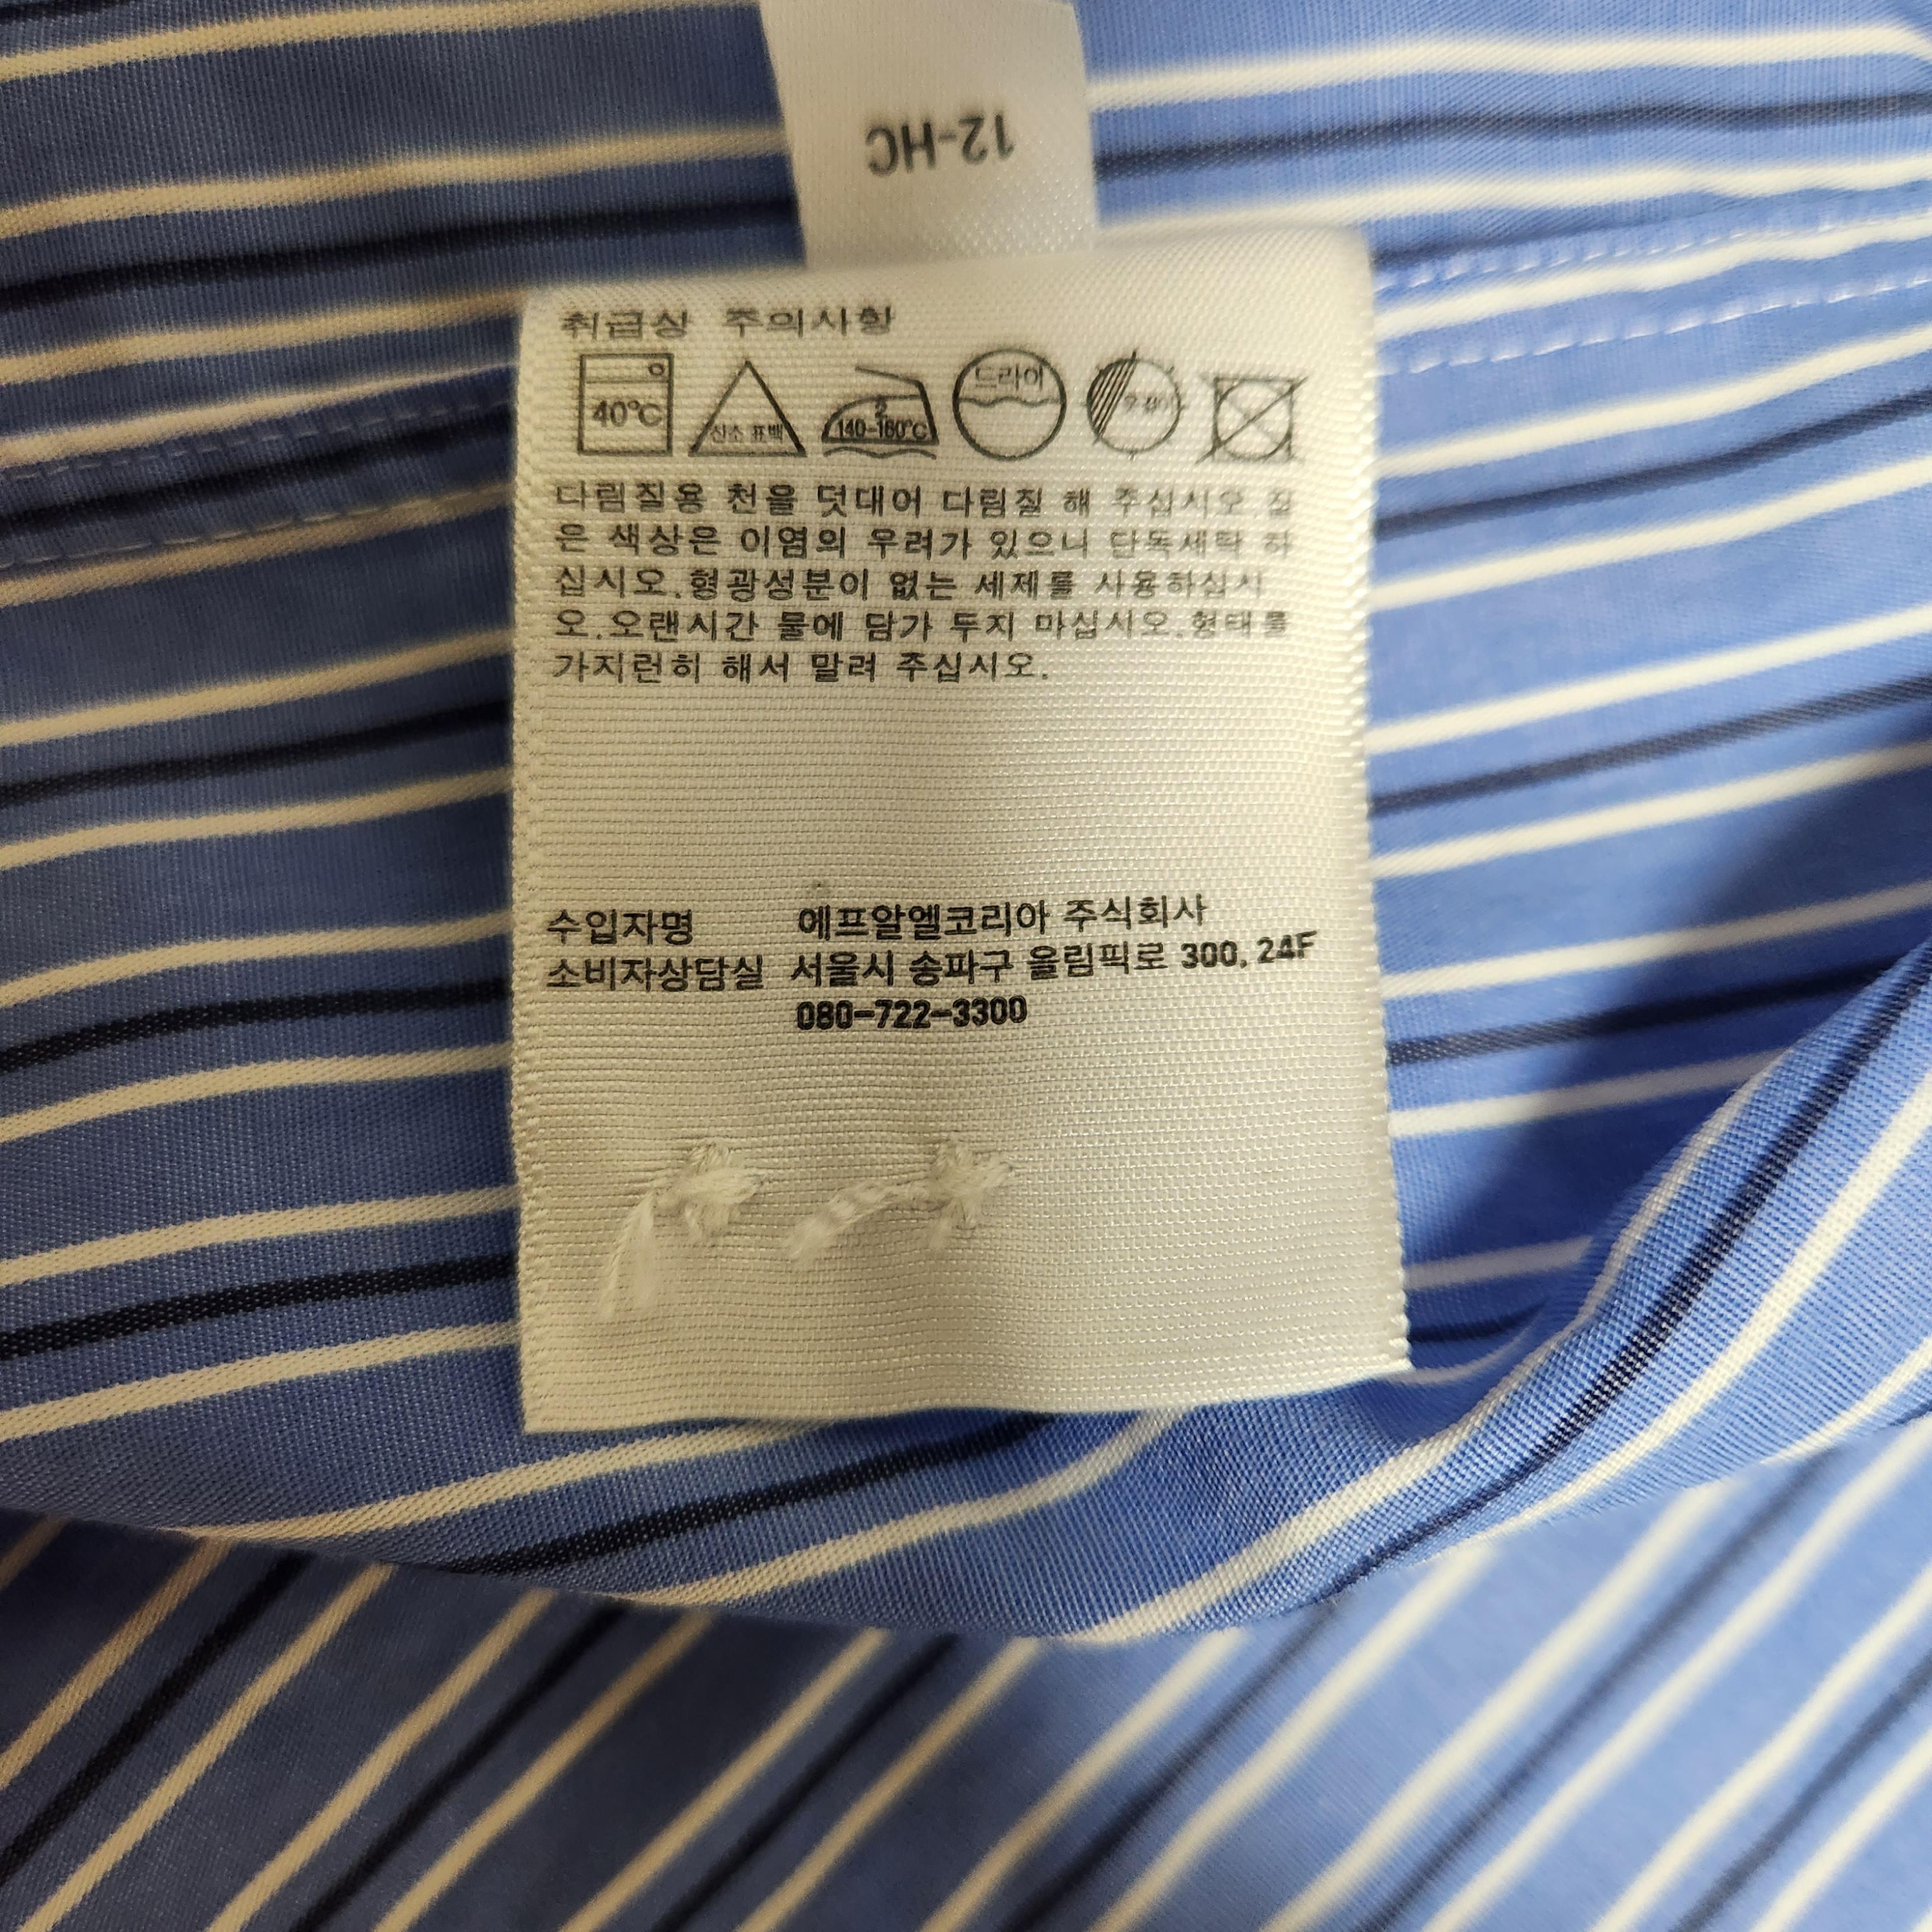 12-HC
취급상 주의사항
40℃
산소 표백
2
140-160℃
드라이
옷걸이
다림질용 천을 덧대어 다림질 해 주십시오.짙
은 색상은 이염의 우려가 있으니 단독세탁 하
십시오.형광성분이 없는 세제를 사용하십시
오.오랜시간 물에 담가 두지 마십시오.형태를
가지런히 해서 말려 주십시오.
수입자명 에프알엘코리아 주식회사
소비자상담실 서울시 송파구 올림픽로 300, 24F
080-722-3300